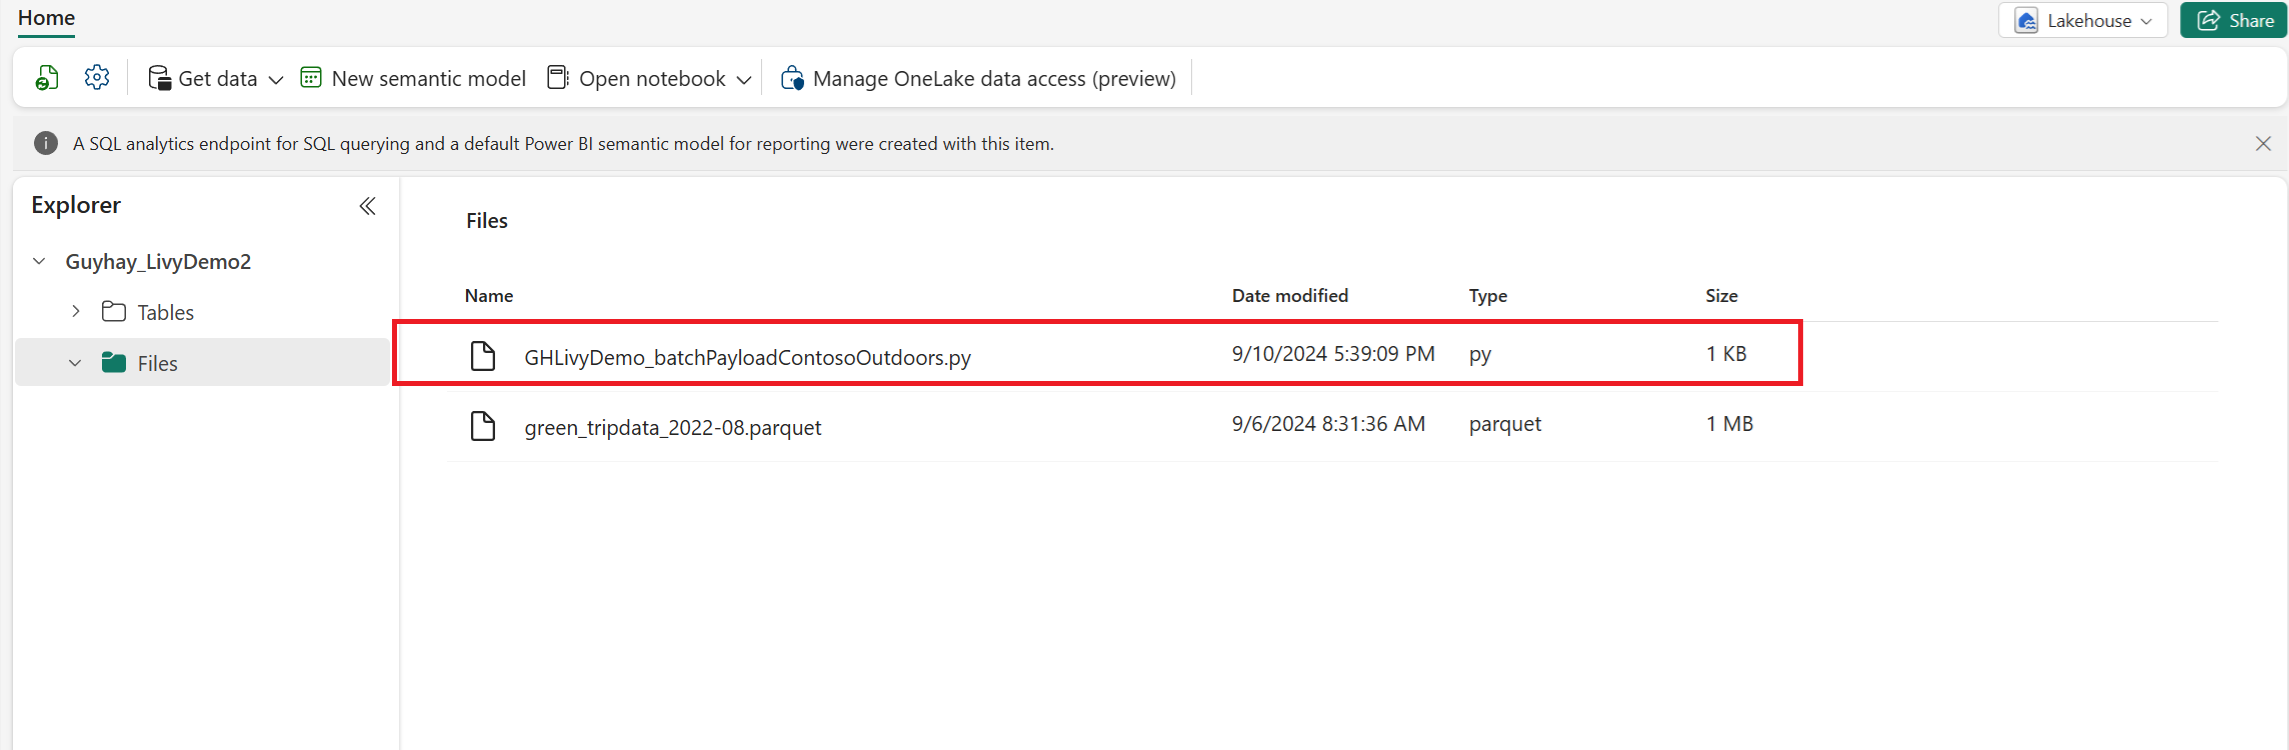 Home
Lakehouse
Share
Get data
New semantic model
Open notebook
Manage OneLake data access (preview)
A SQL analytics endpoint for SQL querying and a default Power BI semantic model for reporting were created with this item.
Explorer
Guyhay_LivyDemo2
Tables
Files
Files
Name Date modified Type Size
GHLivyDemo_batchPayloadContosoOutdoors.py 9/10/2024 5:39:09 PM py 1 KB
green_tripdata_2022-08.parquet 9/6/2024 8:31:36 AM parquet 1 MB